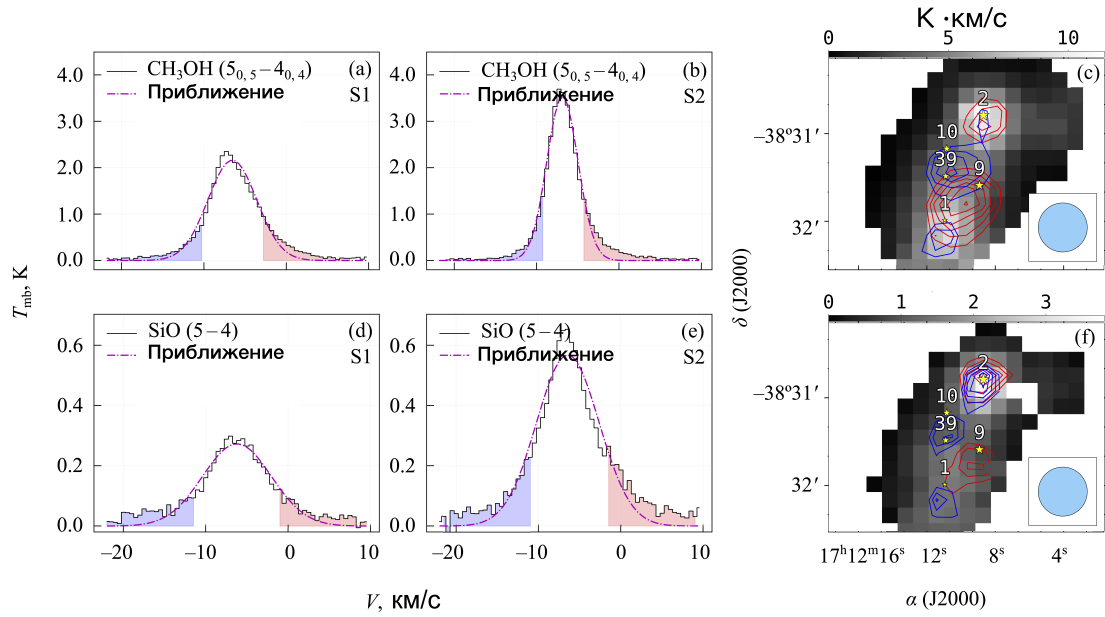 K ·км/с
0 5 10
CH₃OH (5₀,₅−4₀,₄) (a)
Приближение S1
4.0
3.0
2.0
1.0
0.0
CH₃OH (5₀,₅−4₀,₄) (b)
Приближение S2
4.0
3.0
2.0
1.0
0.0
(c)
2
10
39
9
1
−38°31′
32′
T_mb, K
δ (J2000)
SiO (5−4) (d)
Приближение S1
0.6
0.4
0.2
0.0
−20 −10 0 10
SiO (5−4) (e)
Приближение S2
0.6
0.4
0.2
0.0
−20 −10 0 10
0 1 2 3
(f)
2
10
39
9
1
−38°31′
32′
17ʰ12ᵐ16ˢ 12ˢ 8ˢ 4ˢ
V, км/с
α (J2000)